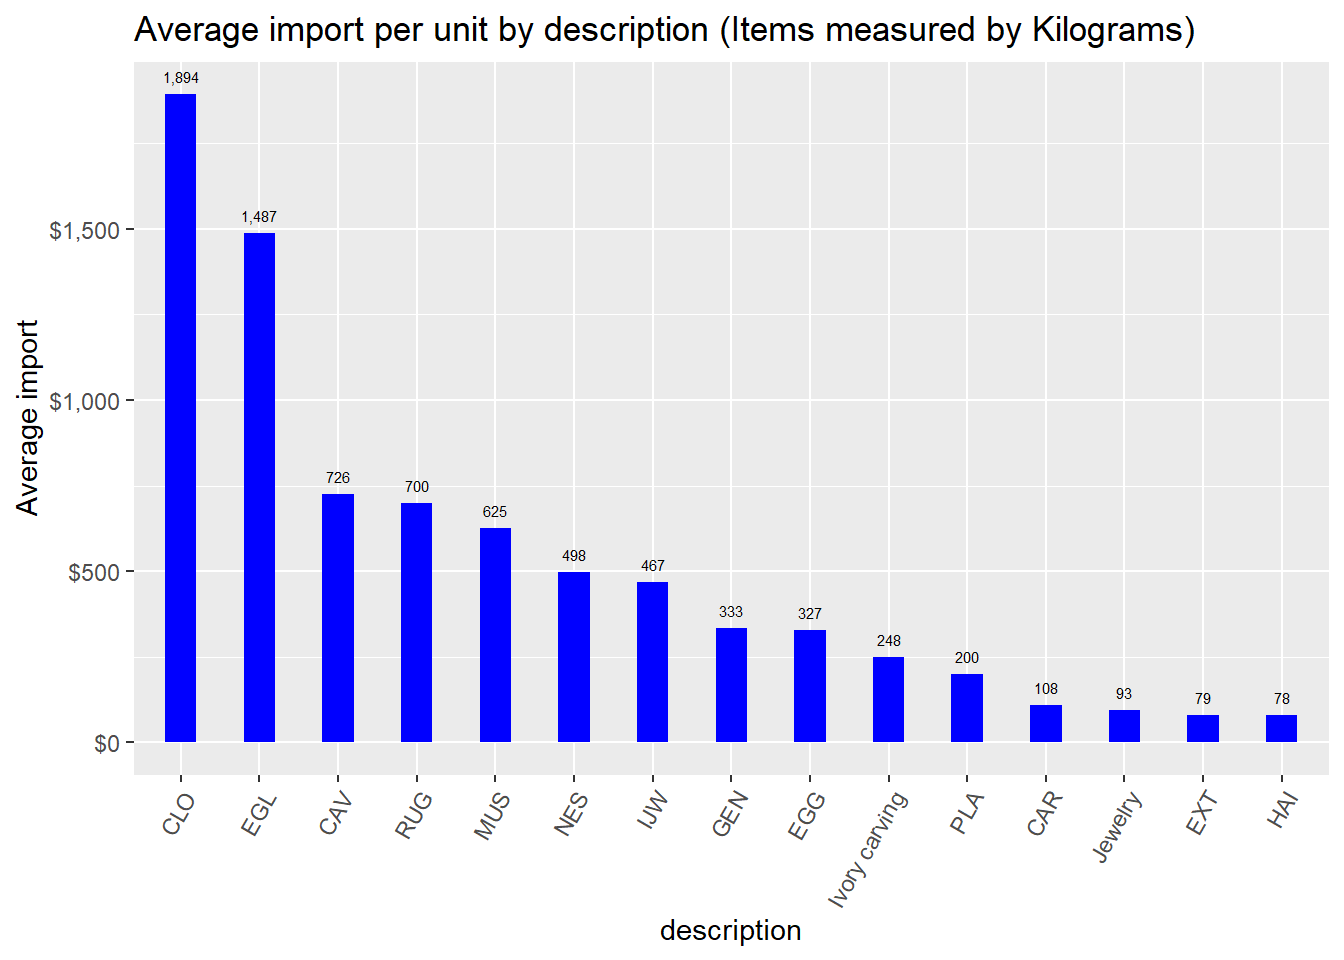 Average import per unit by description (Items measured by Kilograms)
Average import
$1,500
$1,000
$500
$0
1,894
1,487
726
700
625
498
467
333
327
248
200
108
93
79
78
CLO
EGL
CAV
RUG
MUS
NES
IJW
GEN
EGG
Ivory carving
PLA
CAR
Jewelry
EXT
HAI
description